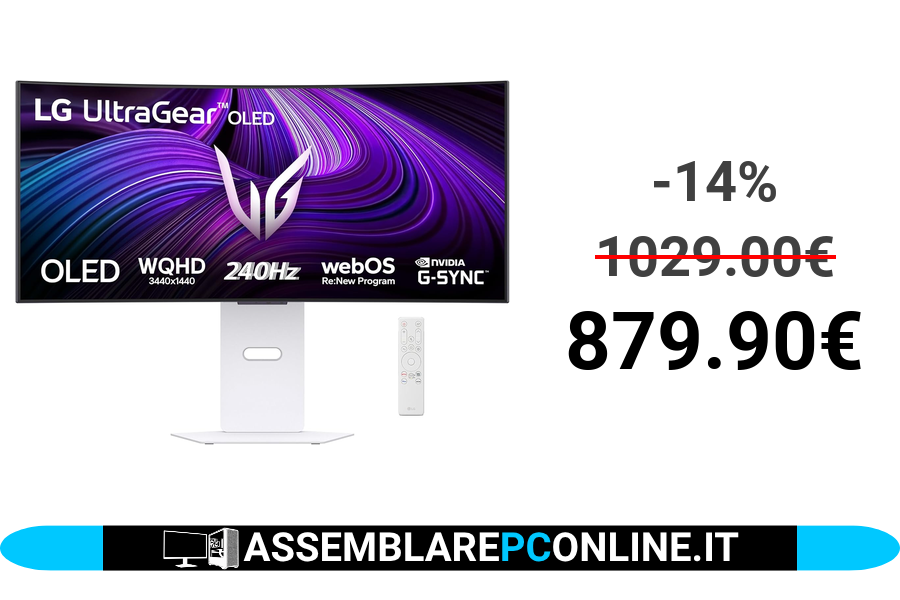 LG UltraGear™ OLED
OLED
WQHD
3440x1440
240Hz
webOS
Re:New Program
NVIDIA
G-SYNC™
-14%
1029.00€
879.90€
ASSEMBLAREPCONLINE.IT